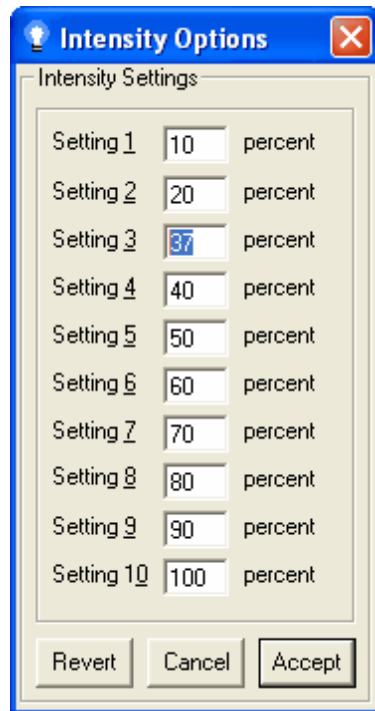 Intensity Options
Intensity Settings
Setting 1 10 percent
Setting 2 20 percent
Setting 3 37 percent
Setting 4 40 percent
Setting 5 50 percent
Setting 6 60 percent
Setting 7 70 percent
Setting 8 80 percent
Setting 9 90 percent
Setting 10 100 percent
Revert Cancel Accept